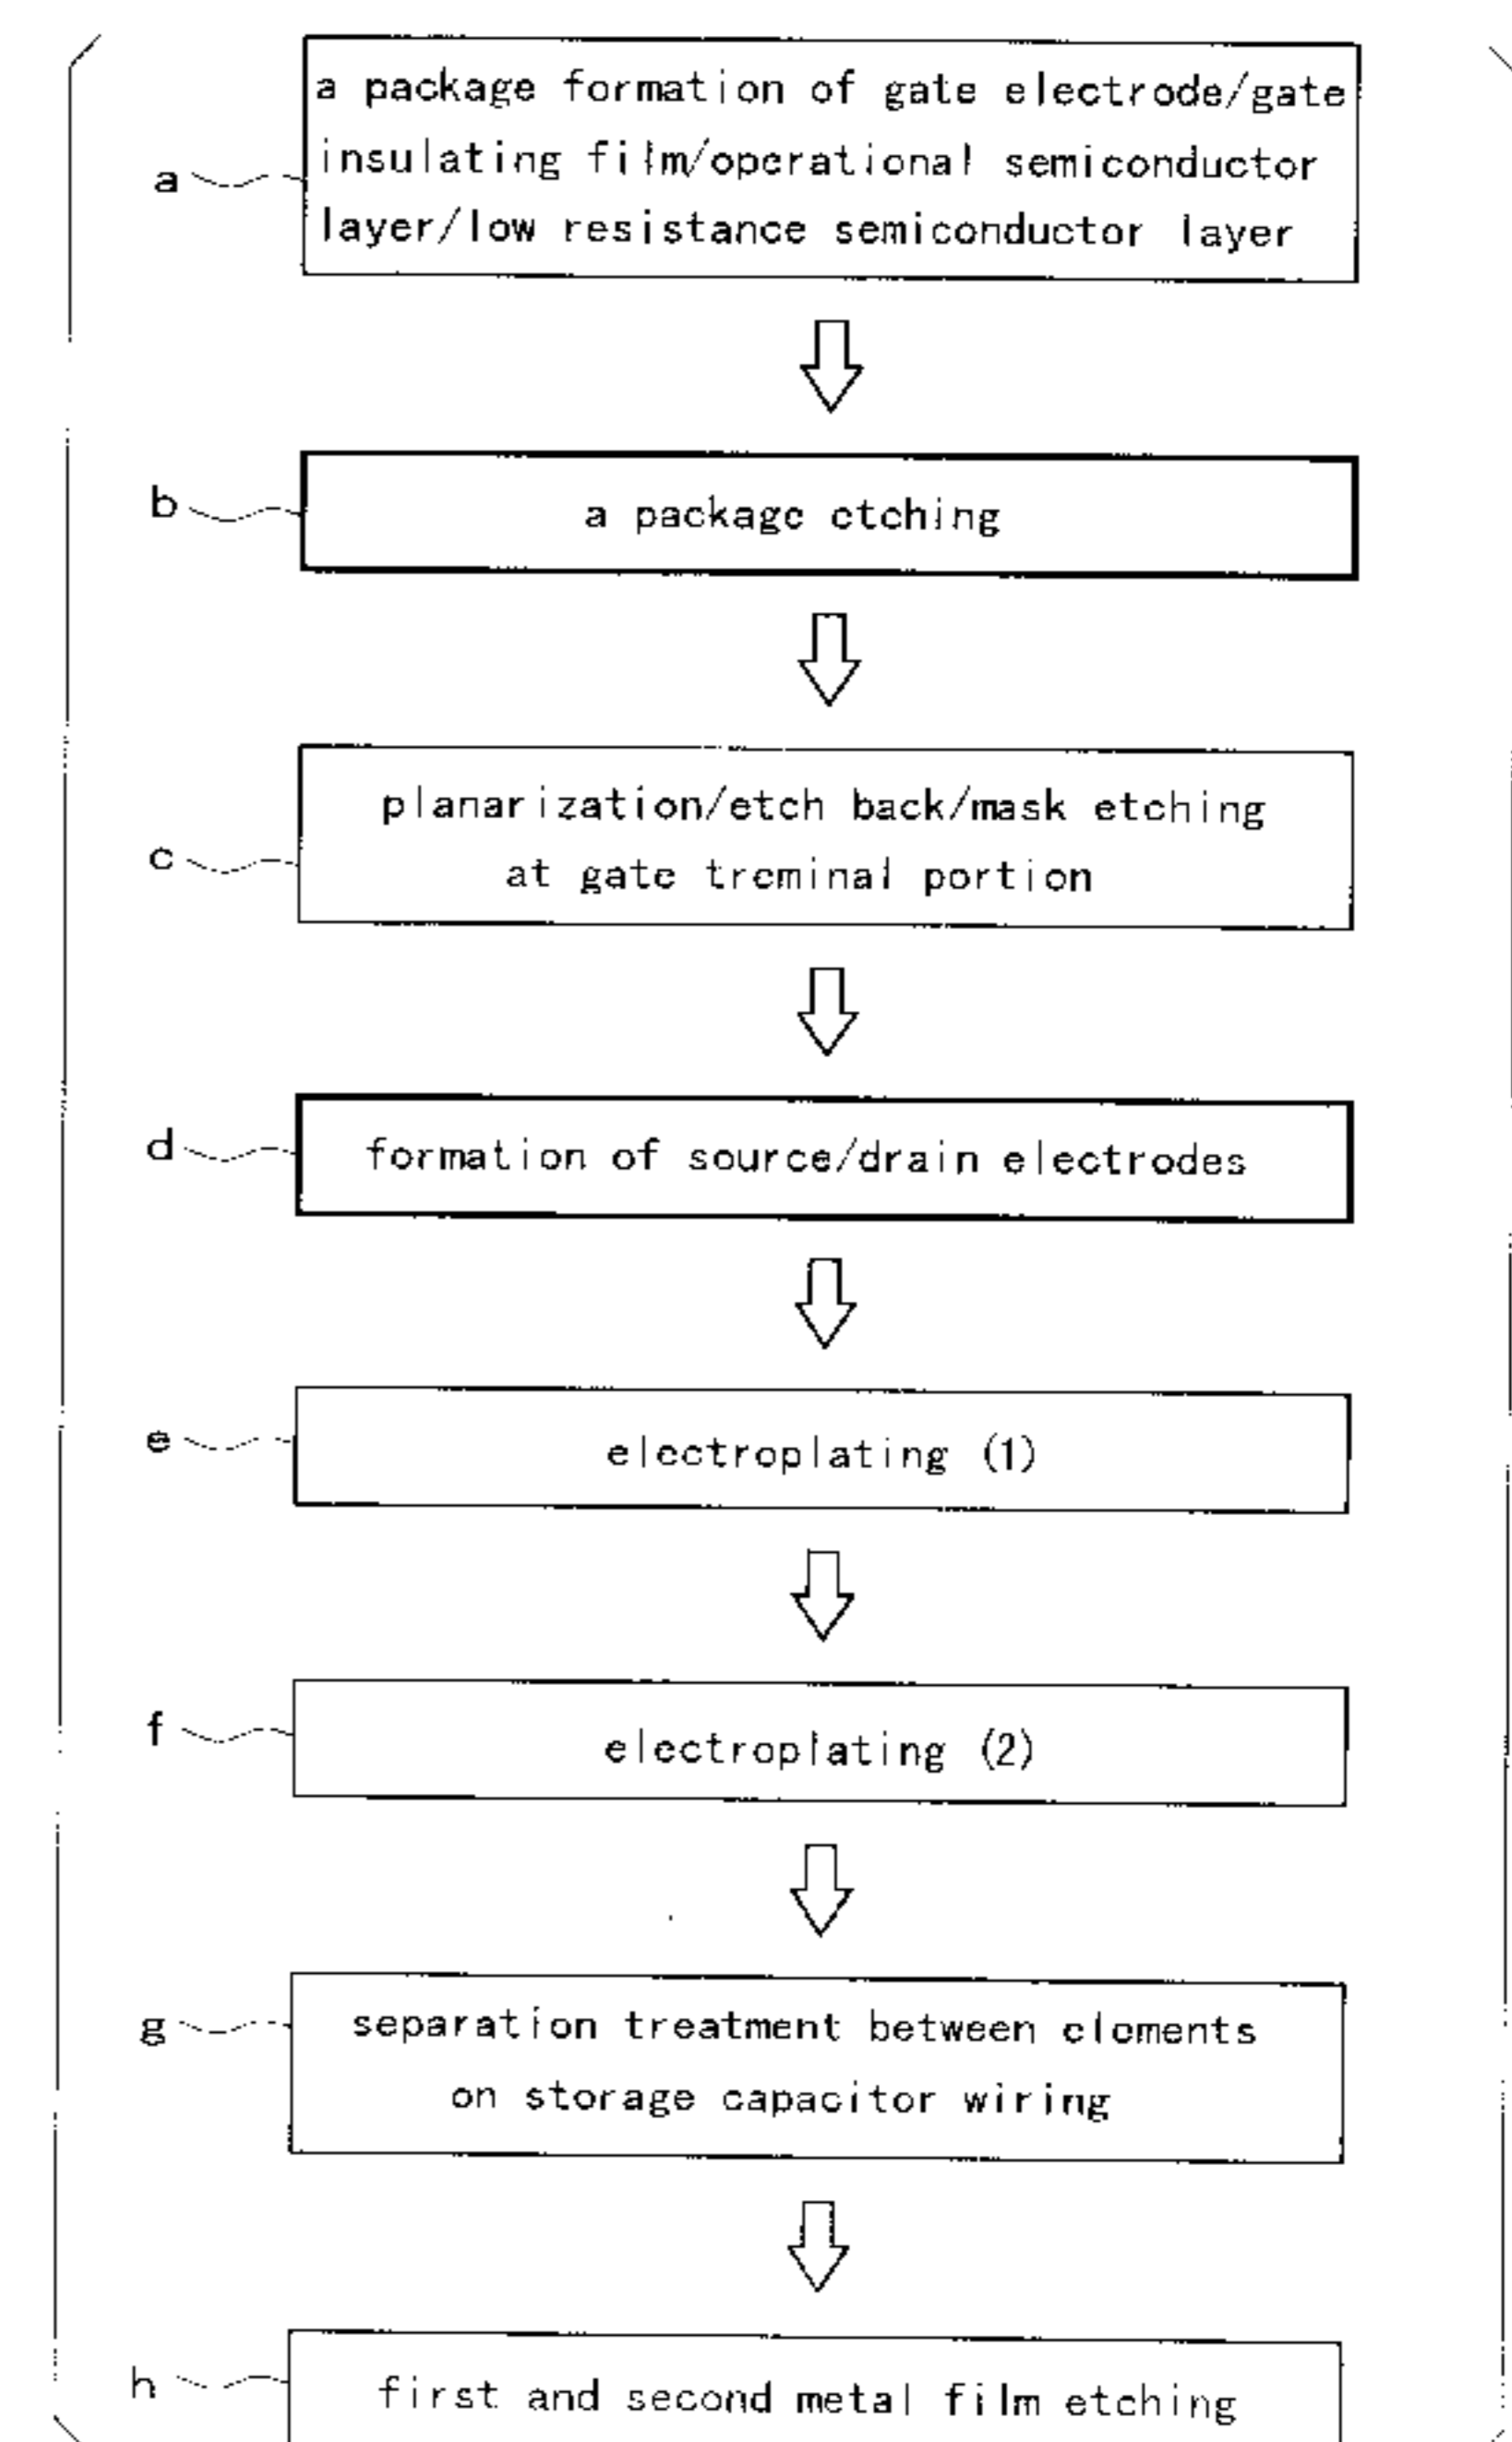 a package formation of gate electrode/gate
insulating film/operational semiconductor
layer/low resistance semiconductor layer
a
b
a package etching
planarization/etch back/mask etching
c
at gate treminal portion
d
formation of source/drain electrodes
e
electroplating (1)
f
electroplating (2)
g
separation treatment between elements
on storage capacitor wiring
h
first and second metal film etching